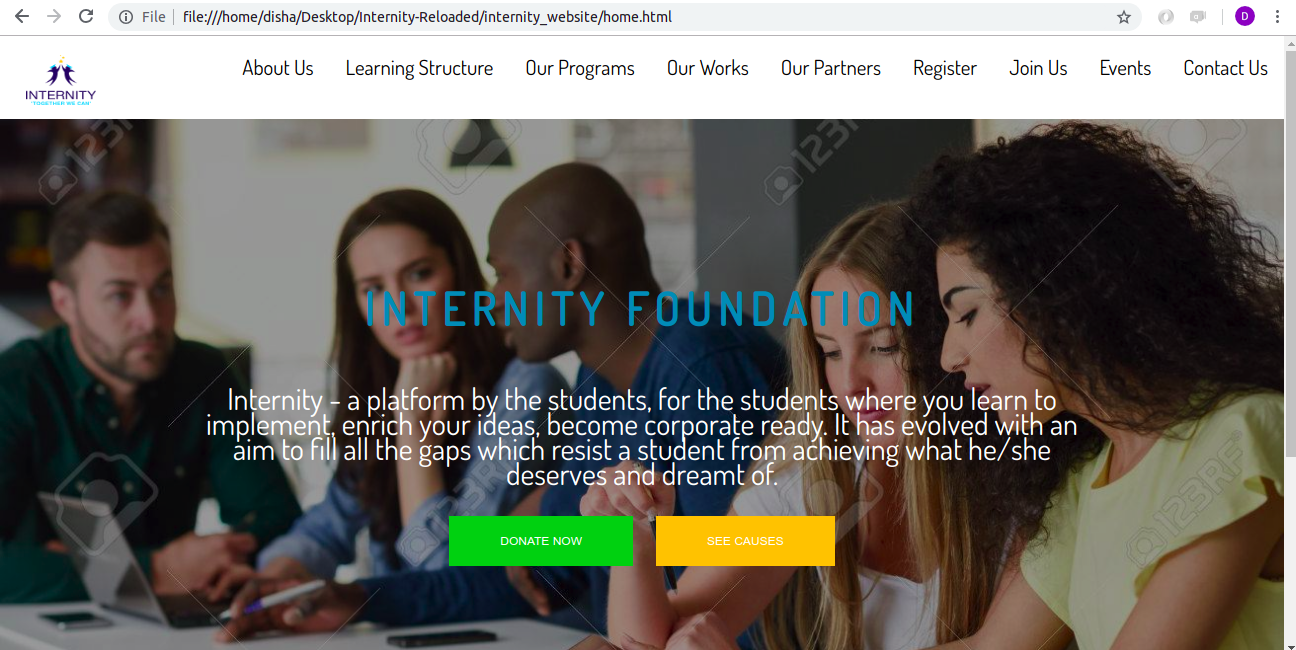 File
file:///home/disha/Desktop/Internity-Reloaded/internity_website/home.html
D
INTERNITY
"TOGETHER WE CAN"
About Us
Learning Structure
Our Programs
Our Works
Our Partners
Register
Join Us
Events
Contact Us
123RF
123RF
INTERNITY FOUNDATION
Internity - a platform by the students, for the students where you learn to
implement, enrich your ideas, become corporate ready. It has evolved with an
aim to fill all the gaps which resist a student from achieving what he/she
deserves and dreamt of.
123RF
123RF
DONATE NOW
SEE CAUSES